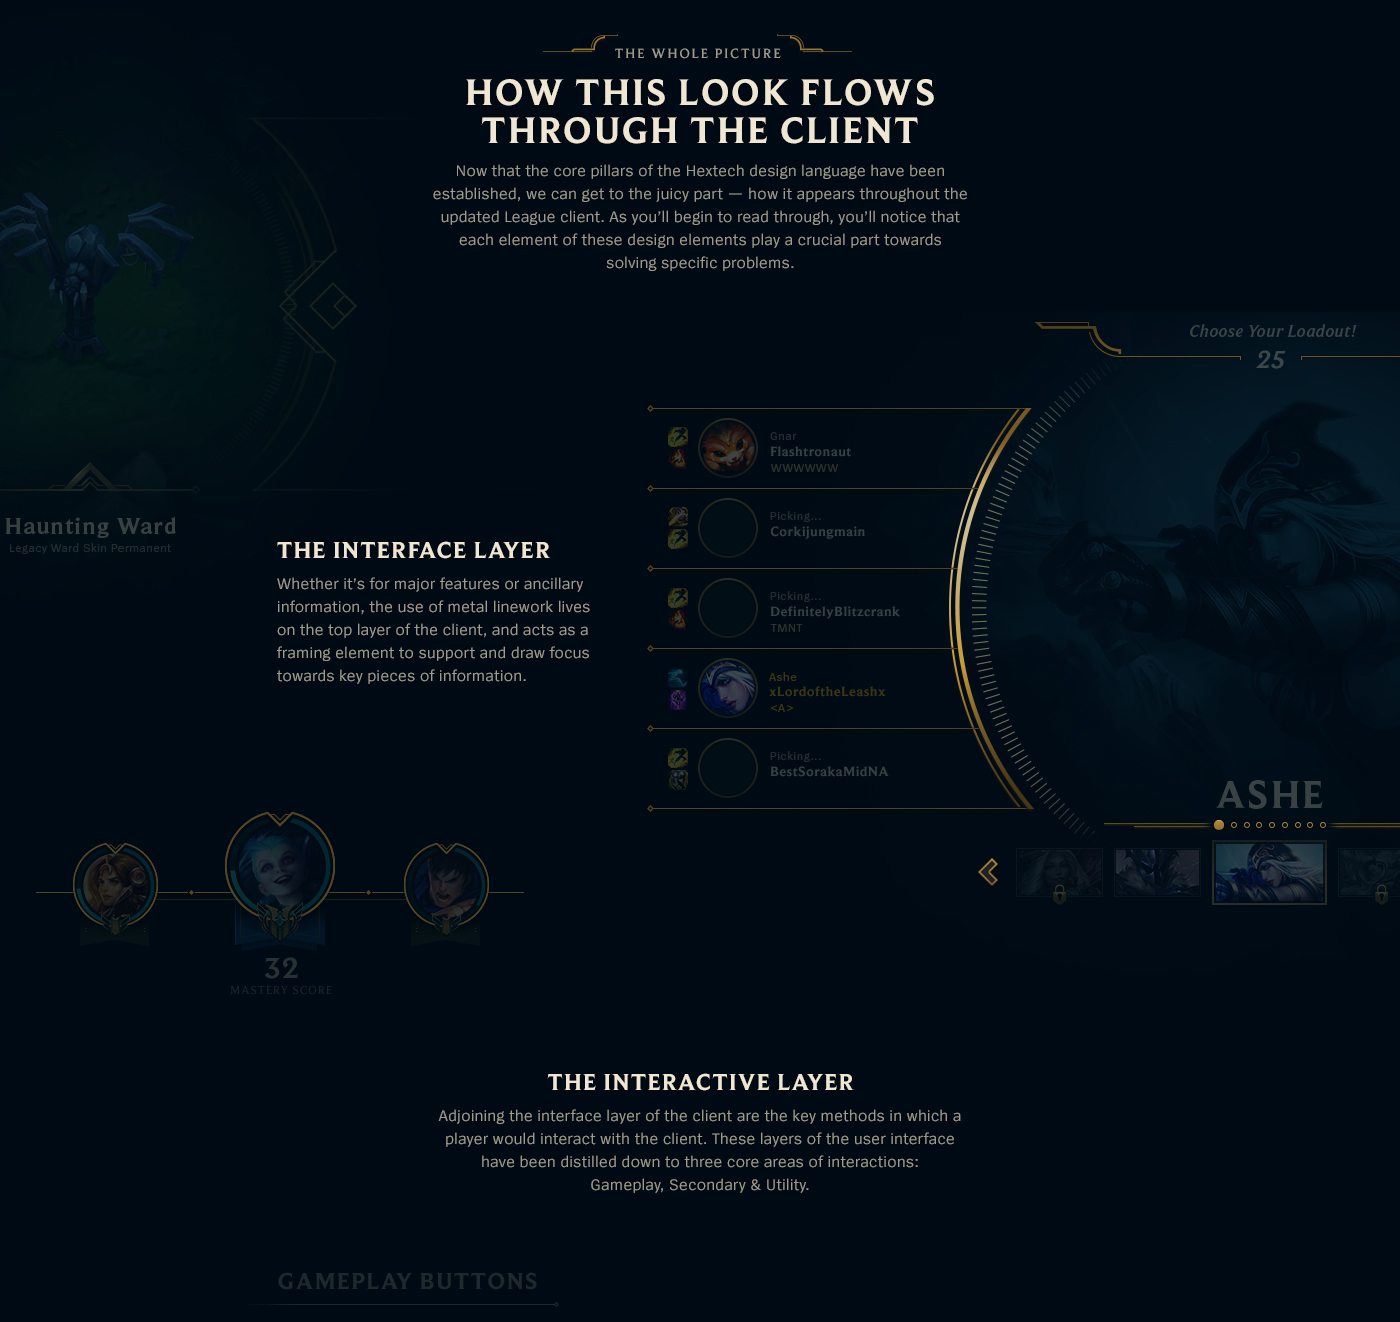 THE WHOLE PICTURE
HOW THIS LOOK FLOWS
THROUGH THE CLIENT
Now that the core pillars of the Hextech design language have been
established, we can get to the juicy part — how it appears throughout the
updated League client. As you’ll begin to read through, you’ll notice that
each element of these design elements play a crucial part towards
solving specific problems.
Choose Your Loadout!
25
Gnar
Flashtronaut
WWWWWW
Picking...
Corkijungmain
Picking...
DefinitelyBlitzcrank
TMNT
Ashe
xLordoftheLeashx
<A>
Picking...
BestSorakaMidNA
Haunting Ward
Legacy Ward Skin Permanent
THE INTERFACE LAYER
Whether it’s for major features or ancillary
information, the use of metal linework lives
on the top layer of the client, and acts as a
framing element to support and draw focus
towards key pieces of information.
ASHE
32
MASTERY SCORE
THE INTERACTIVE LAYER
Adjoining the interface layer of the client are the key methods in which a
player would interact with the client. These layers of the user interface
have been distilled down to three core areas of interactions:
Gameplay, Secondary & Utility.
GAMEPLAY BUTTONS